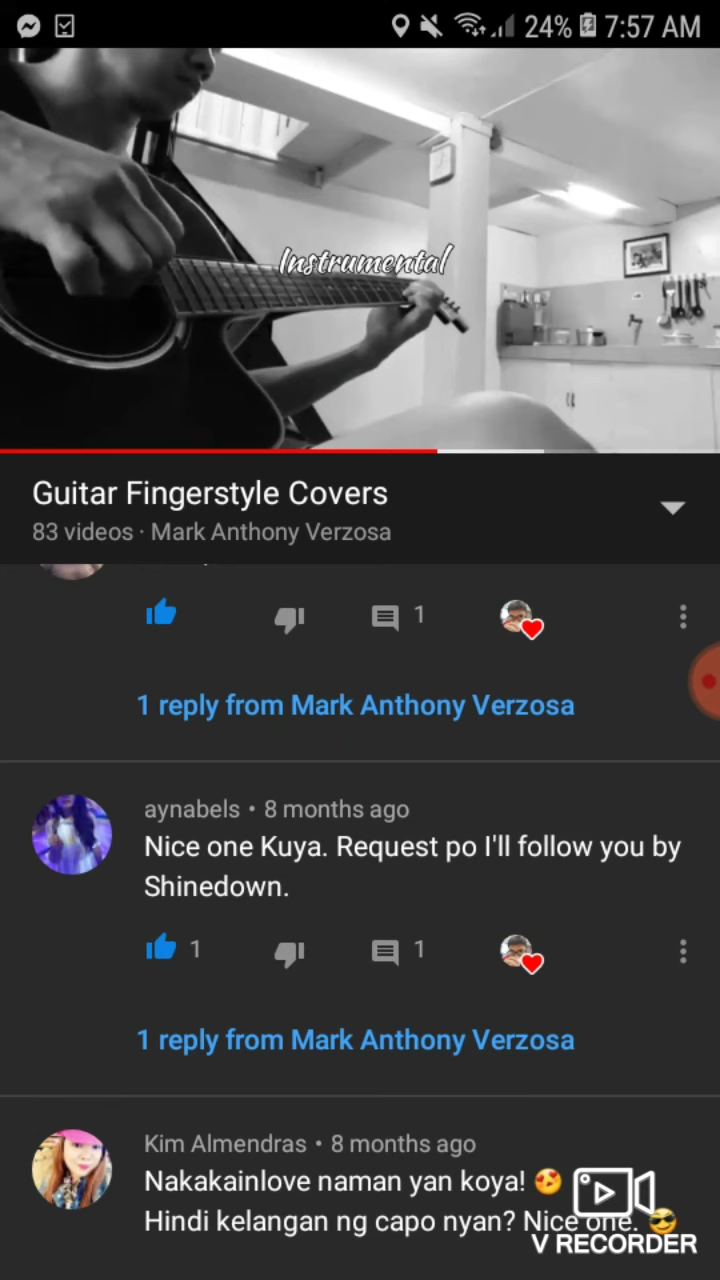 24% 7:57 AM
Instrumental
Guitar Fingerstyle Covers
83 videos · Mark Anthony Verzosa
1
1 reply from Mark Anthony Verzosa
aynabels • 8 months ago
Nice one Kuya. Request po I'll follow you by
Shinedown.
1 1
1 reply from Mark Anthony Verzosa
Kim Almendras • 8 months ago
Nakakainlove naman yan koya! 😍
Hindi kelangan ng capo nyan? Nice one. 😎
V RECORDER